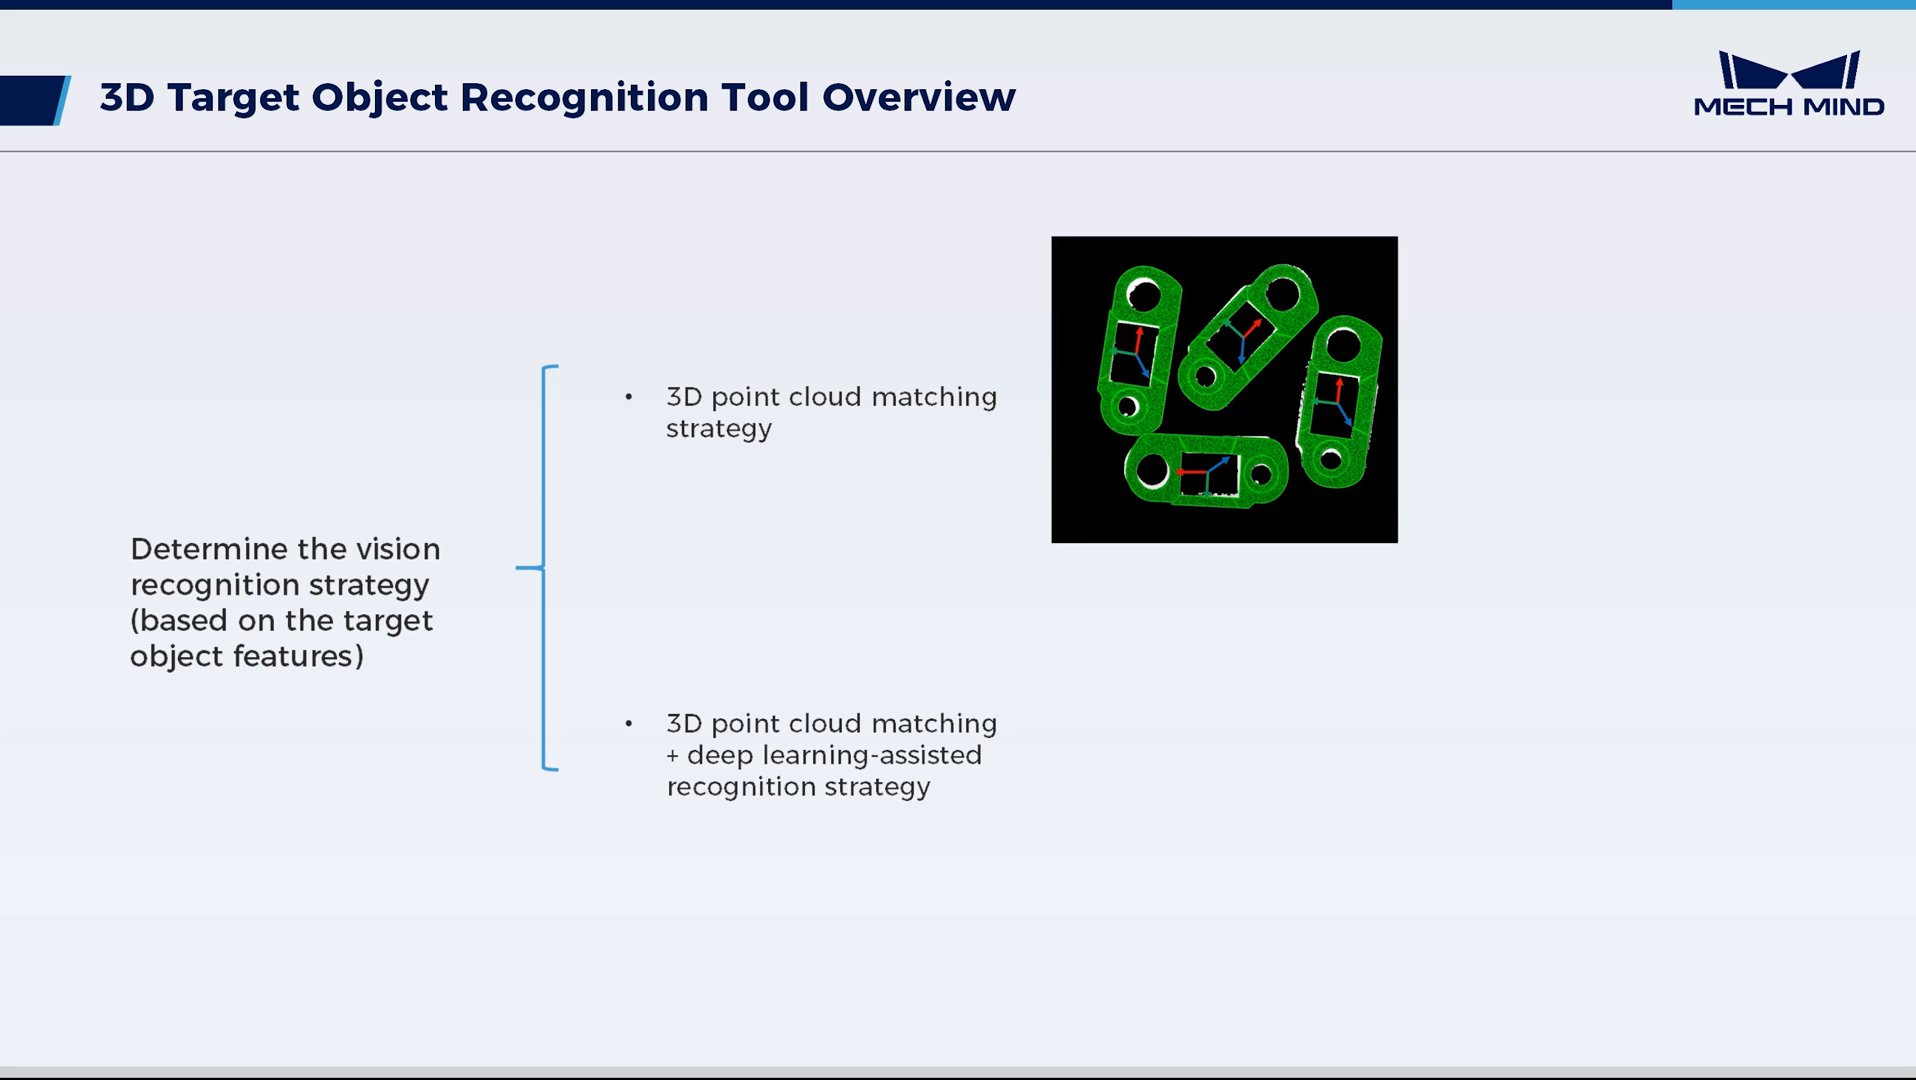 3D Target Object Recognition Tool Overview
MECH MIND
Determine the vision
recognition strategy
(based on the target
object features)
• 3D point cloud matching
strategy
• 3D point cloud matching
+ deep learning-assisted
recognition strategy